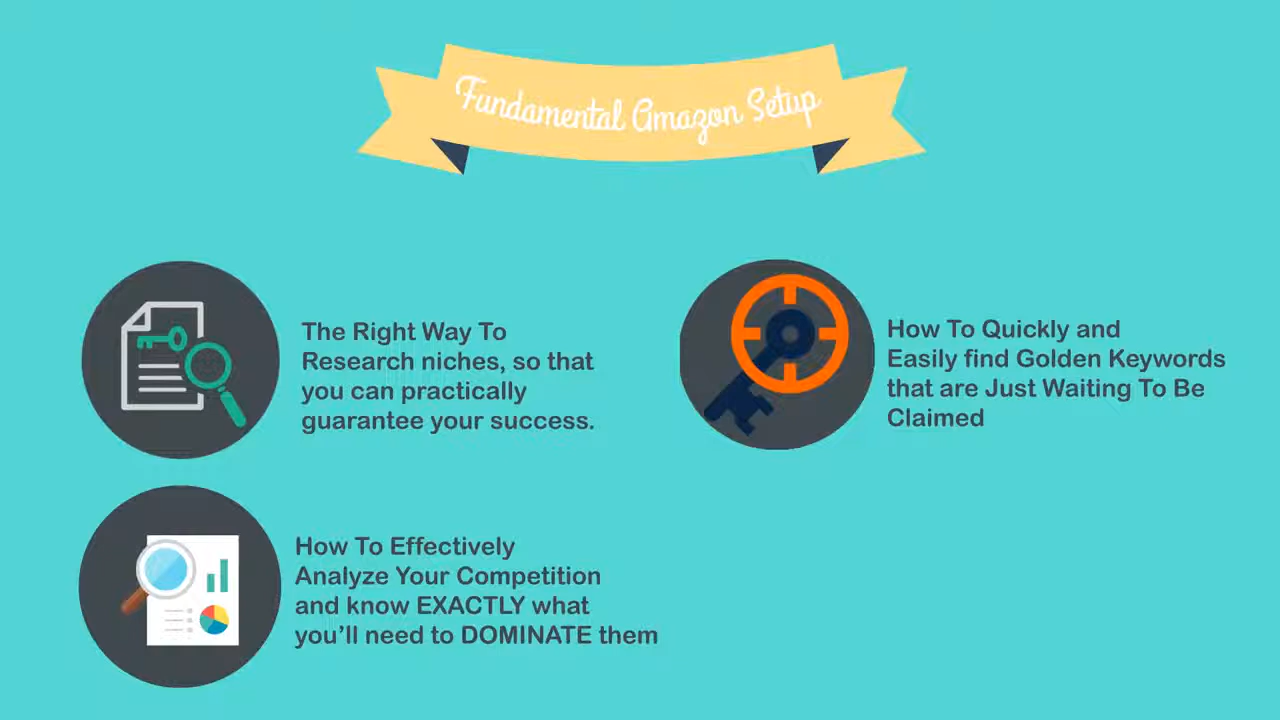 Fundamental Amazon Setup
The Right Way To
Research niches, so that
you can practically
guarantee your success.
How To Quickly and
Easily find Golden Keywords
that are Just Waiting To Be
Claimed
How To Effectively
Analyze Your Competition
and know EXACTLY what
you’ll need to DOMINATE them